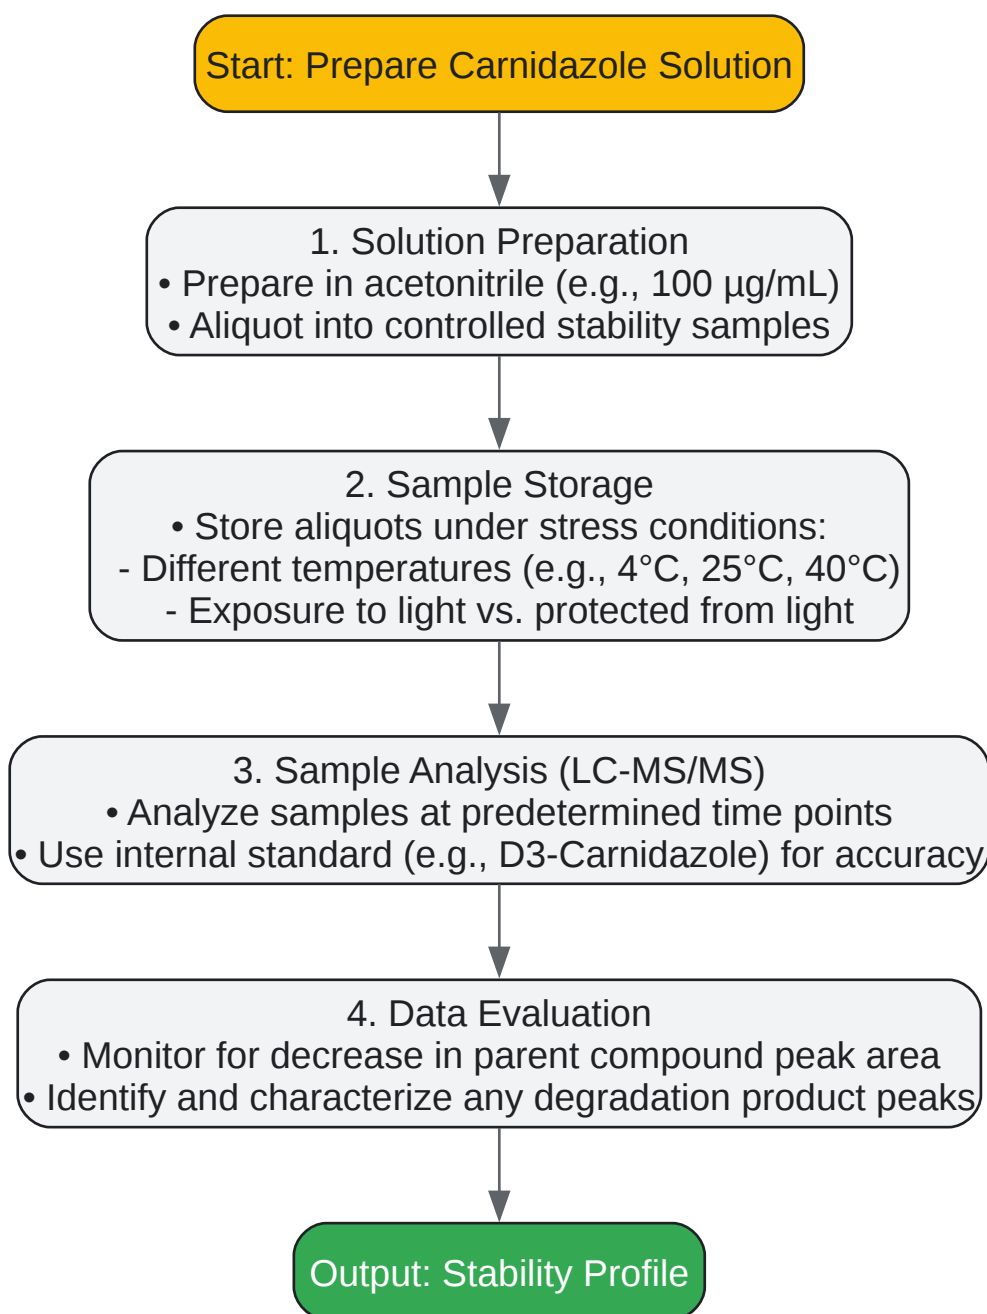 Start: Prepare Carnidazole Solution
1. Solution Preparation
• Prepare in acetonitrile (e.g., 100 µg/mL)
• Aliquot into controlled stability samples
2. Sample Storage
• Store aliquots under stress conditions:
- Different temperatures (e.g., 4°C, 25°C, 40°C)
- Exposure to light vs. protected from light
3. Sample Analysis (LC-MS/MS)
• Analyze samples at predetermined time points
• Use internal standard (e.g., D3-Carnidazole) for accuracy
4. Data Evaluation
• Monitor for decrease in parent compound peak area
• Identify and characterize any degradation product peaks
Output: Stability Profile